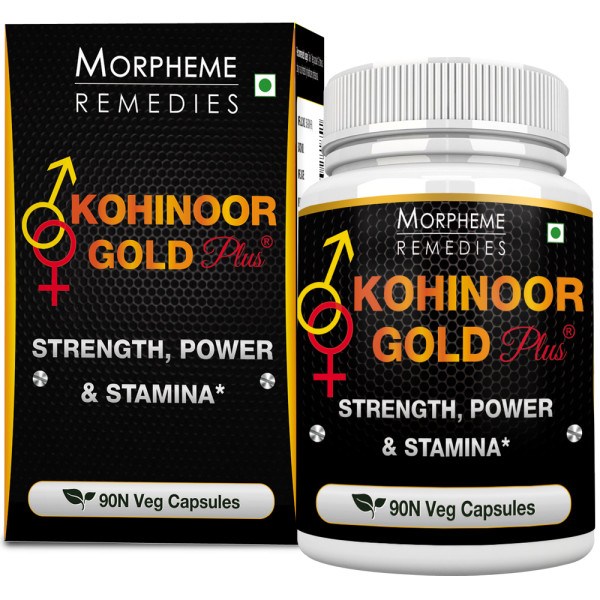 MORPHEME
REMEDIES
KOHINOOR
GOLD Plus®
STRENGTH, POWER
& STAMINA*
90N Veg Capsules
MORPHEME
REMEDIES
KOHINOOR
GOLD Plus®
STRENGTH, POWER
& STAMINA*
90N Veg Capsules